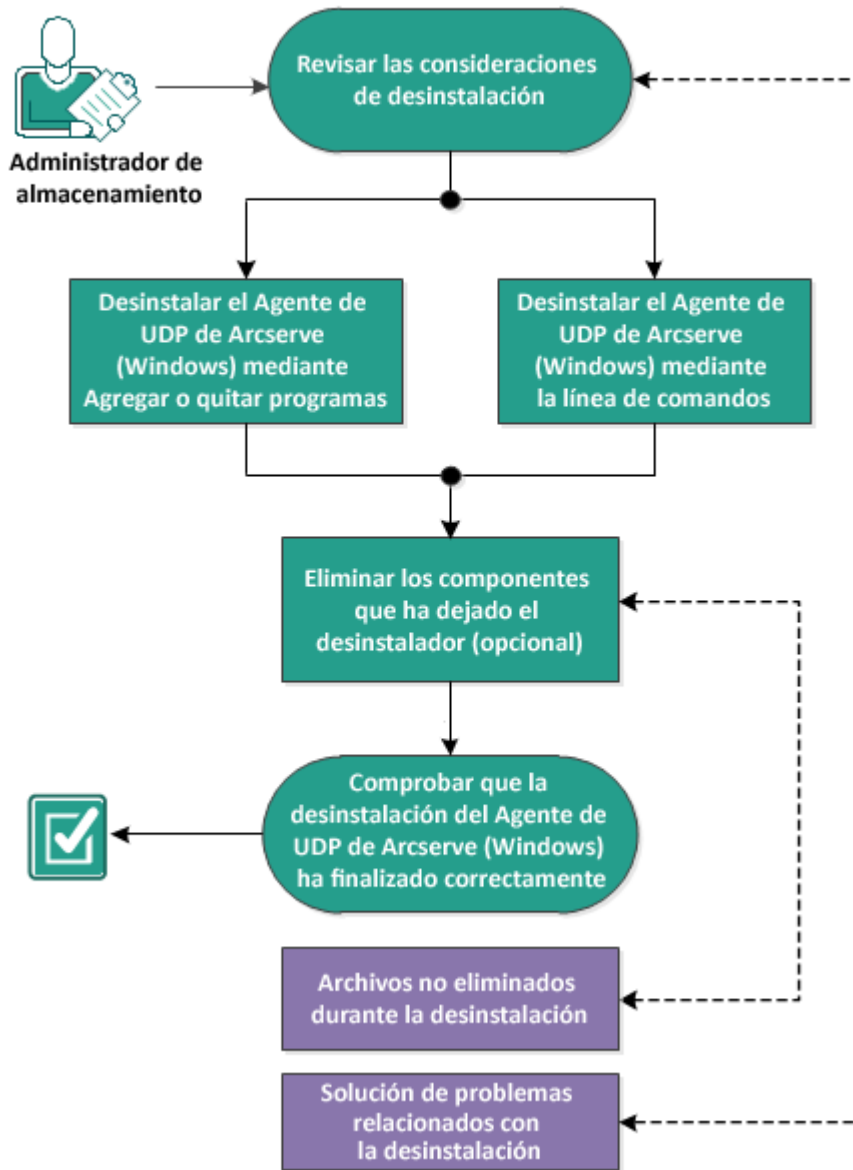 Administrador de
almacenamiento
Revisar las consideraciones
de desinstalación
Desinstalar el Agente de
UDP de Arcserve
(Windows) mediante
Agregar o quitar programas
Desinstalar el Agente de
UDP de Arcserve
(Windows) mediante
la línea de comandos
Eliminar los componentes
que ha dejado el
desinstalador (opcional)
Comprobar que la
desinstalación del Agente de
UDP de Arcserve (Windows)
ha finalizado correctamente
Archivos no eliminados
durante la desinstalación
Solución de problemas
relacionados con
la desinstalación